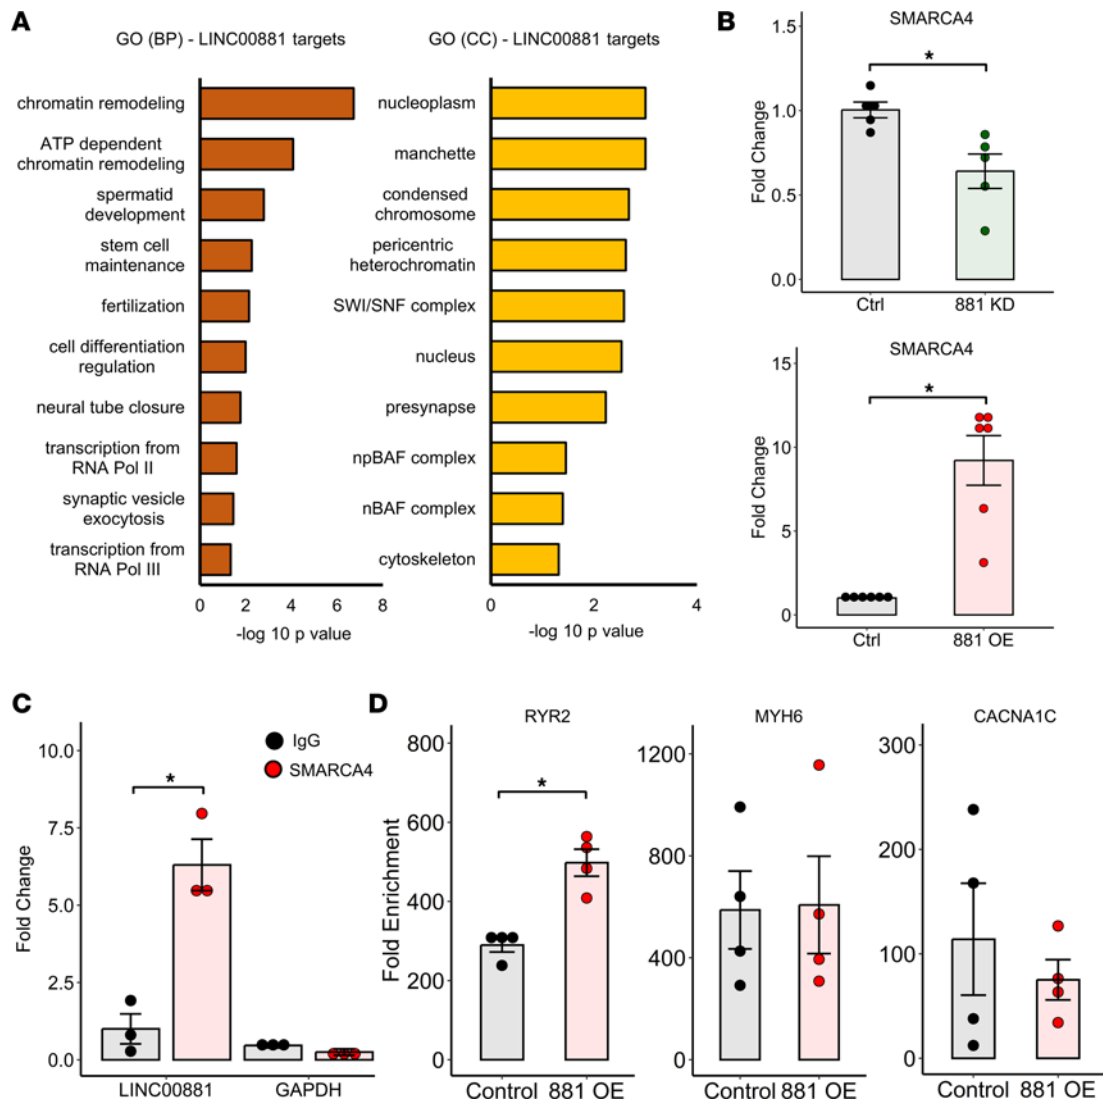 A
GO (BP) - LINC00881 targets
chromatin remodeling
ATP dependent
chromatin remodeling
spermatid
development
stem cell
maintenance
fertilization
cell differentiation
regulation
neural tube closure
transcription from
RNA Pol II
synaptic vesicle
exocytosis
transcription from
RNA Pol III
0 2 4 6 8
-log 10 p value
GO (CC) - LINC00881 targets
nucleoplasm
manchette
condensed
chromosome
pericentric
heterochromatin
SWI/SNF complex
nucleus
presynapse
npBAF complex
nBAF complex
cytoskeleton
0 2 4
-log 10 p value
B
SMARCA4
1.5
1.0
0.5
0.0
Fold Change
*
Ctrl 881 KD
SMARCA4
15
10
5
0
Fold Change
*
Ctrl 881 OE
C
10.0
7.5
5.0
2.5
0.0
Fold Change
*
IgG
SMARCA4
LINC00881 GAPDH
D
RYR2
800
600
400
200
0
Fold Enrichment
*
Control 881 OE
MYH6
1200
800
400
0
Control 881 OE
CACNA1C
300
200
100
0
Control 881 OE